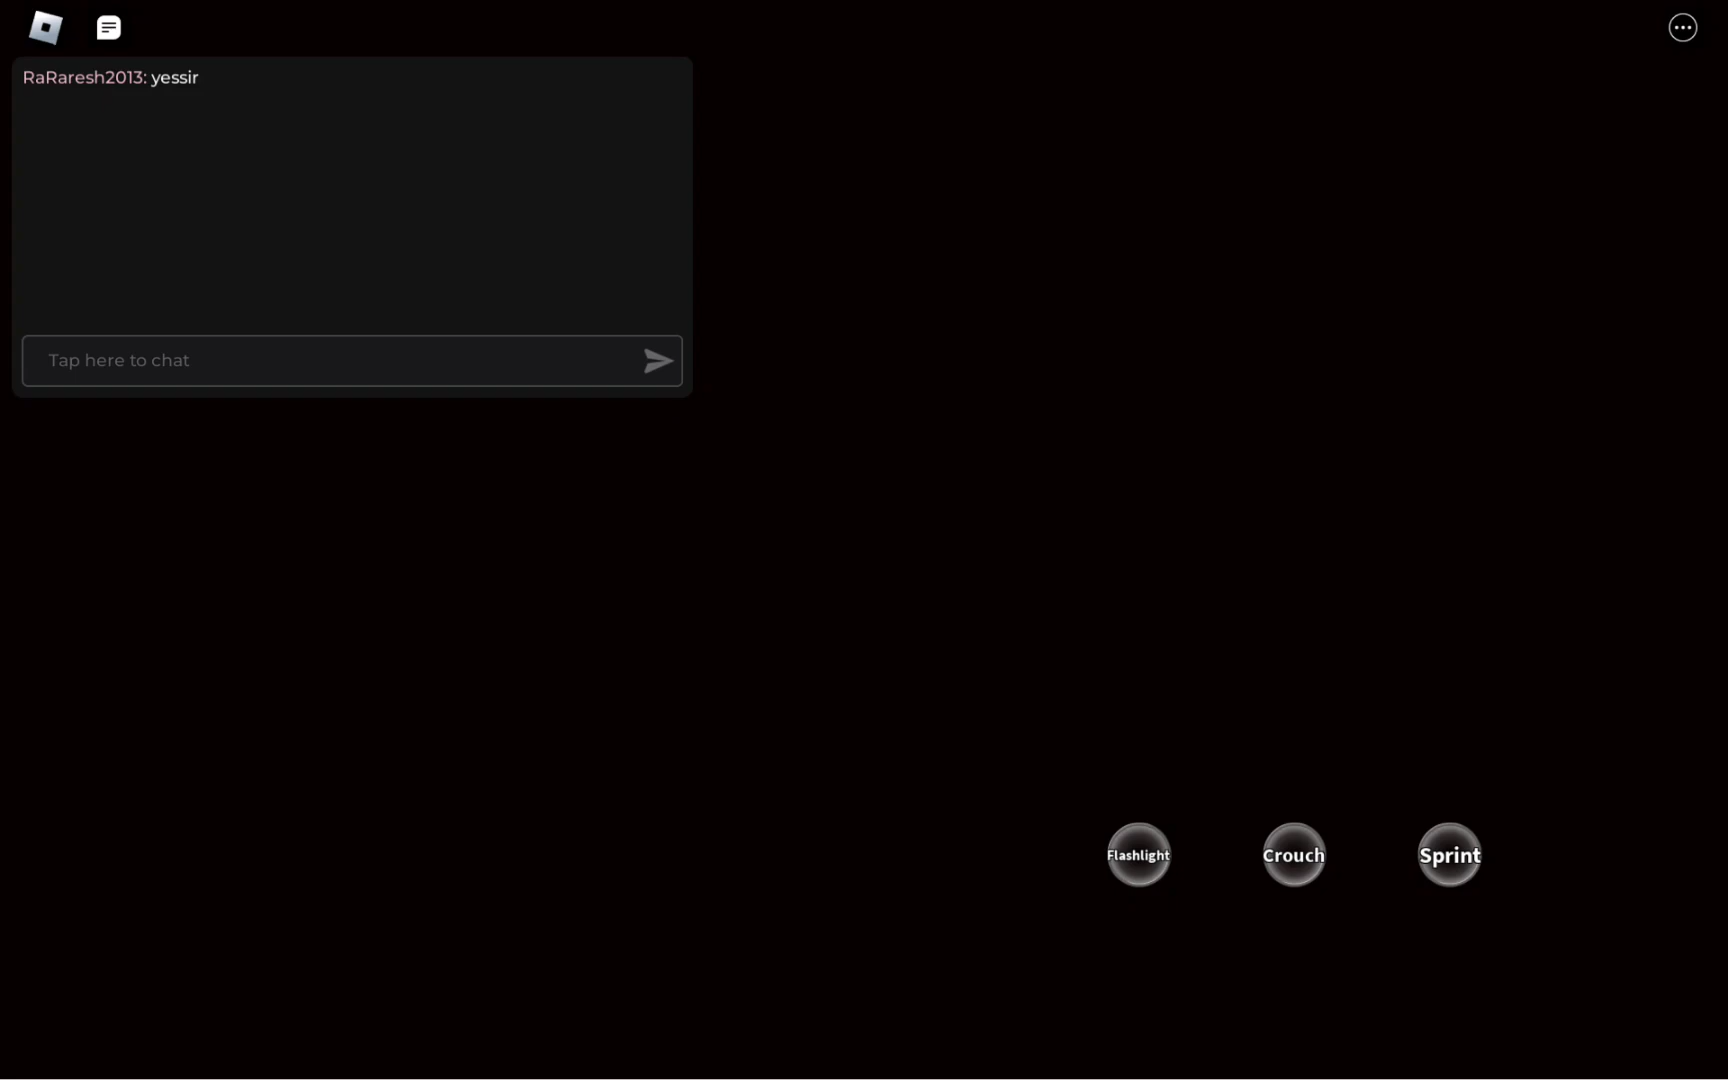 RaRaresh2013: yessir
Tap here to chat
Flashlight
Crouch
Sprint